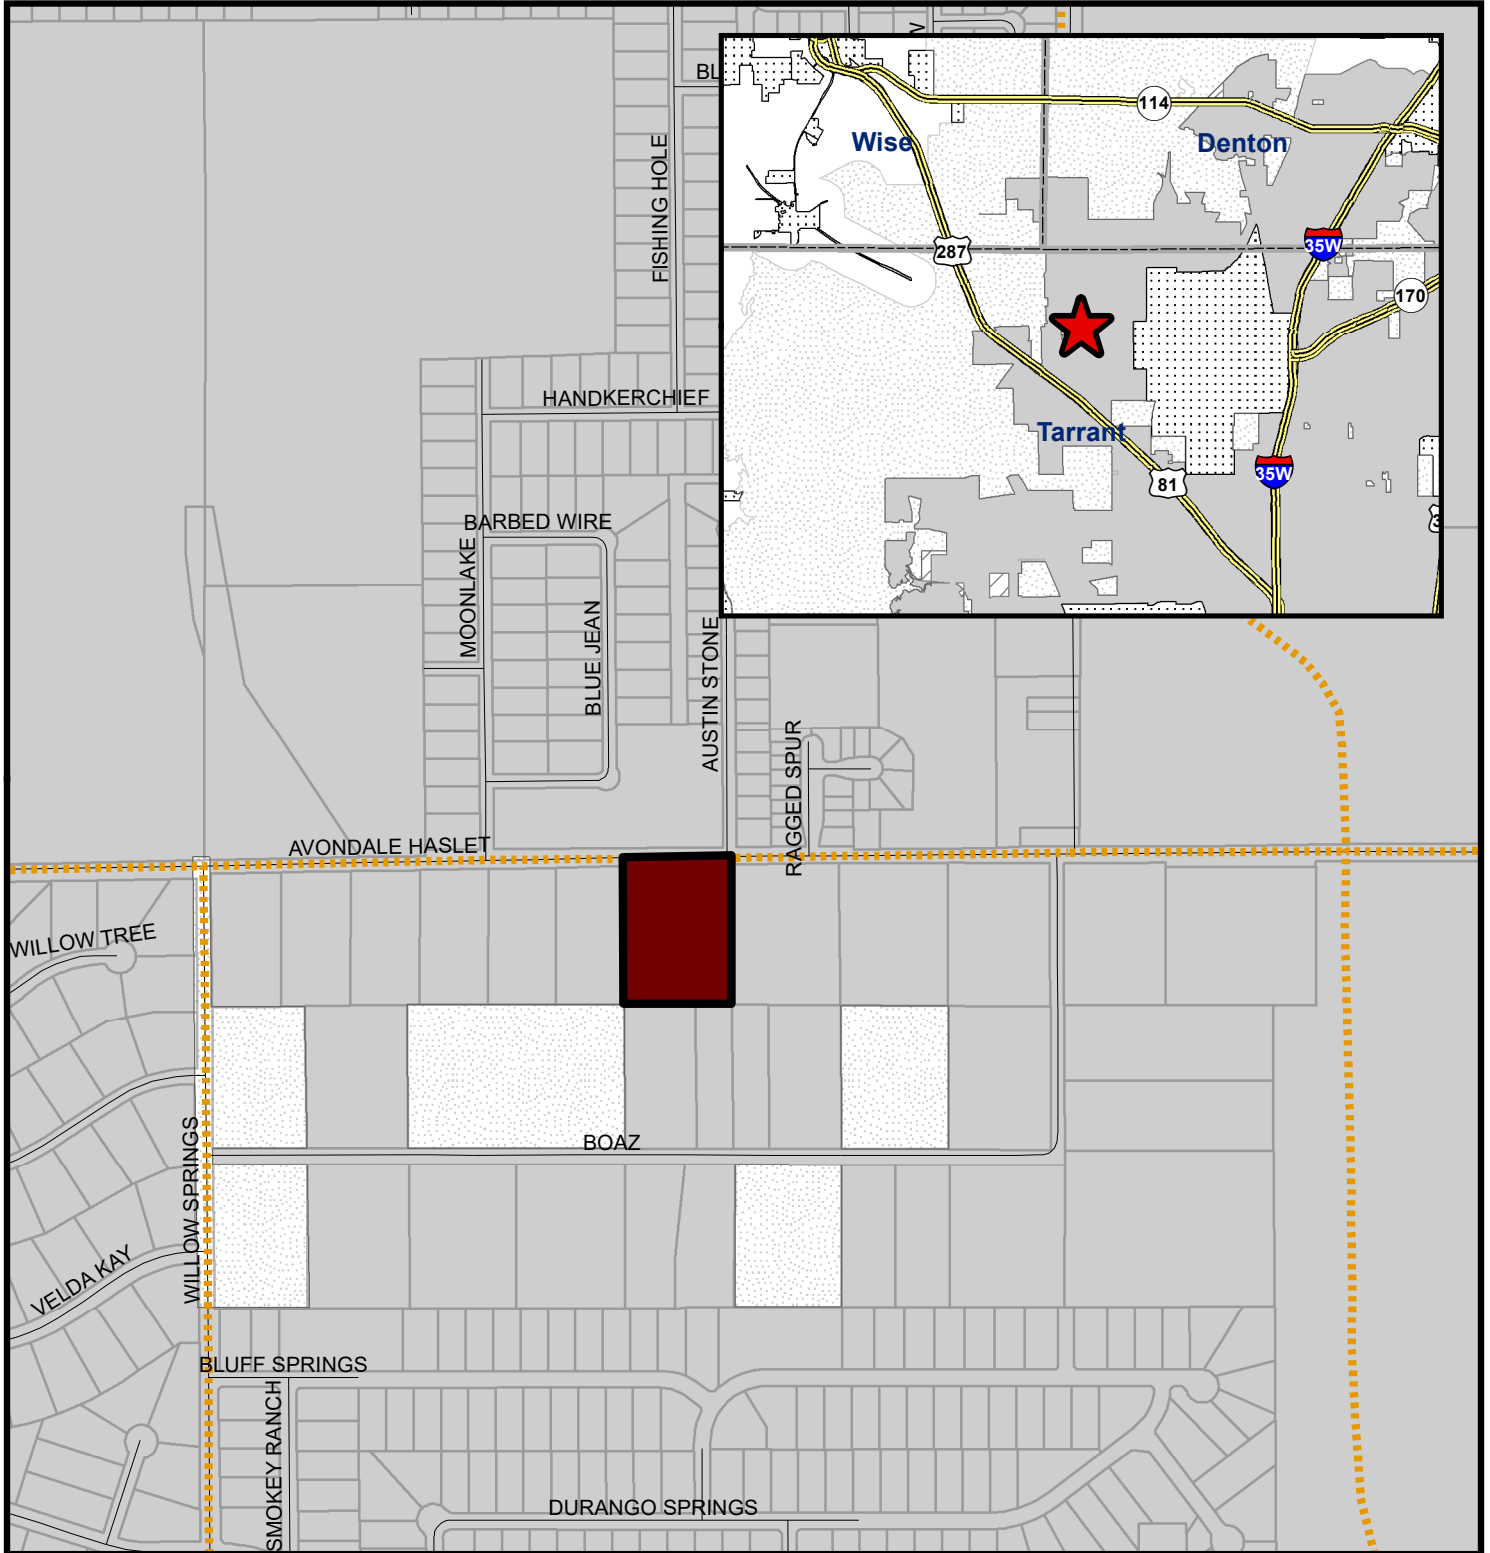 BL
FISHING HOLE
114
Wise
Denton
287
35W
170
HANDKERCHIEF
Tarrant
81
35W
BARBED WIRE
MOONLAKE
BLUE JEAN
AUSTIN STONE
RAGGED SPUR
AVONDALE HASLET
WILLOW TREE
BOAZ
WILLOW SPRINGS
VELDA KAY
BLUFF SPRINGS
SMOKEY RANCH
DURANGO SPRINGS